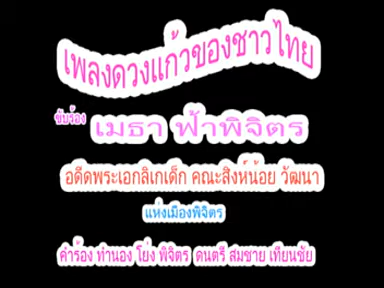 เพลงดวงแก้วของชาวไทย
ขับร้อง เมธา ฟ้าพิจิตร
อดีตพระเอกลิเกเด็ก คณะสิงห์น้อย วัฒนา
แห่งเมืองพิจิตร
คำร้อง ทำนอง โย่ง พิจิตร ดนตรี สมชาย เทียนชัย